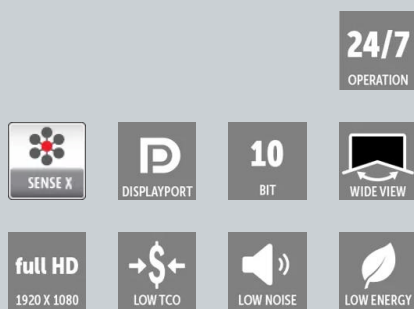 24/7
OPERATION
SENSE X
DISPLAYPORT
10
BIT
WIDE VIEW
full HD
1920 X 1080
LOW TCO
LOW NOISE
LOW ENERGY